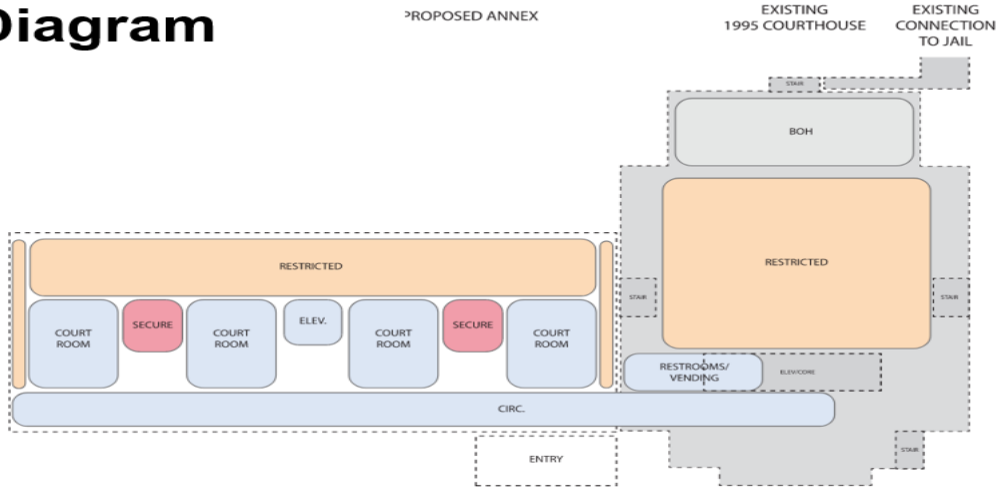 Diagram
PROPOSED ANNEX
EXISTING
1995 COURTHOUSE
EXISTING
CONNECTION
TO JAIL
STAIR
BOH
RESTRICTED
RESTRICTED
STAIR
STAIR
COURT
ROOM
SECURE
COURT
ROOM
ELEV.
COURT
ROOM
SECURE
COURT
ROOM
RESTROOMS/
VENDING
ELEV/CORE
CIRC.
ENTRY
STAIR